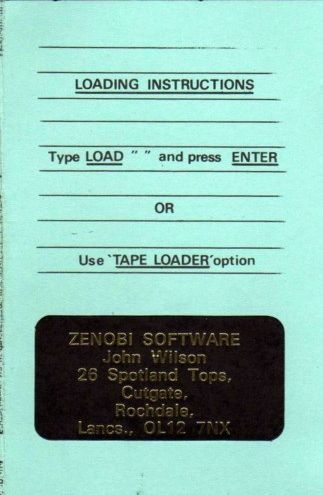 LOADING INSTRUCTIONS
Type LOAD " " and press ENTER
OR
Use 'TAPE LOADER' option
ZENOBI SOFTWARE
John Wilson
26 Spotland Tops,
Cutgate,
Rochdale,
Lancs., OL12 7NX